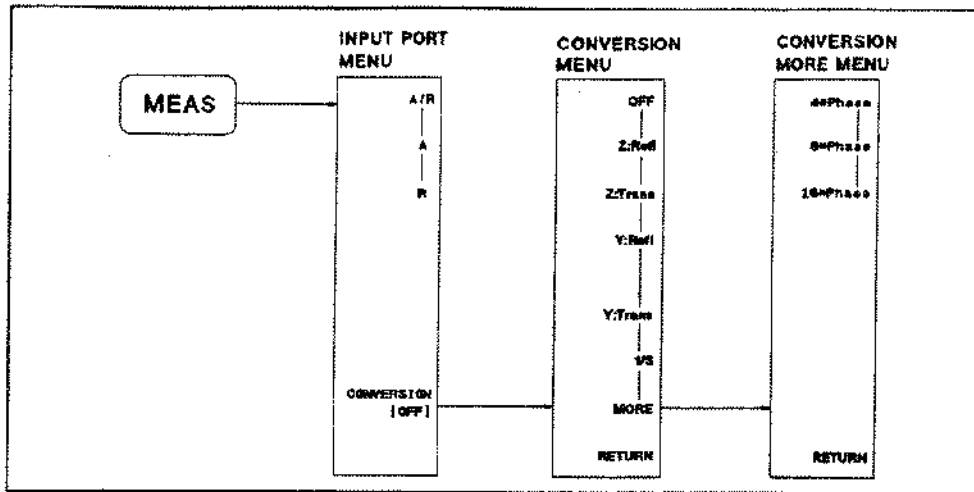 MEAS
INPUT PORT
MENU
A/R
A
R
CONVERSION
[OFF]
CONVERSION
MENU
OFF
Z:Refl
Z:Trans
Y:Refl
Y:Trans
1/S
MORE
RETURN
CONVERSION
MORE MENU
4*Phase
8*Phase
16*Phase
RETURN